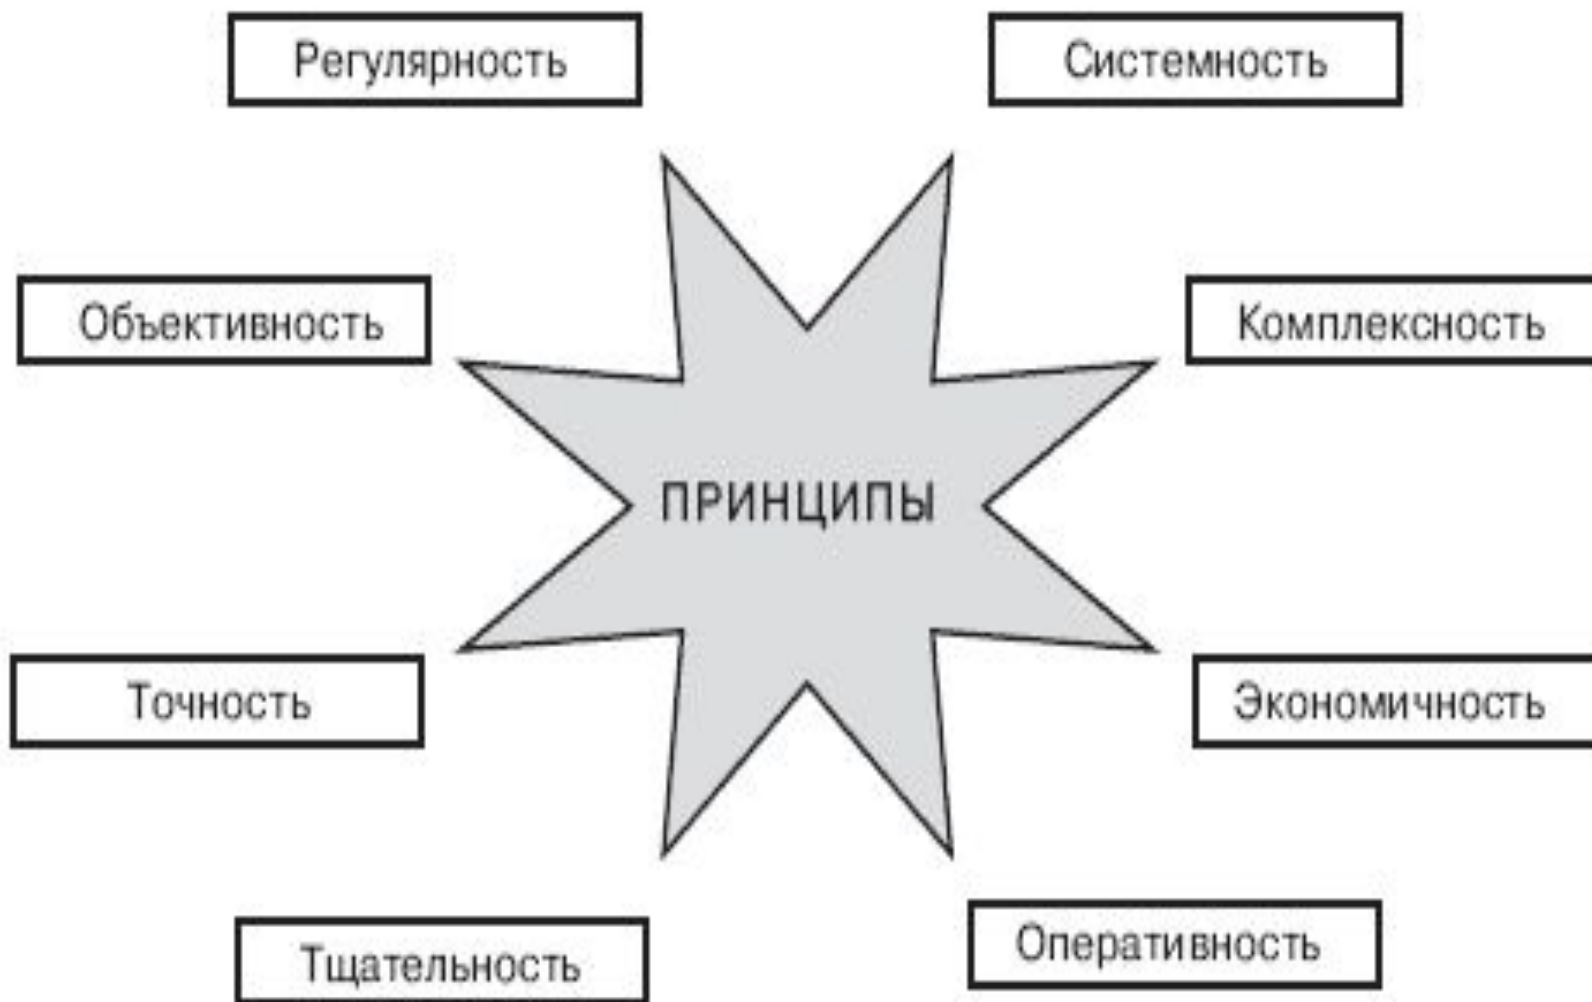 Регулярность
Системность
Объективность
Комплексность
ПРИНЦИПЫ
Точность
Экономичность
Тщательность
Оперативность